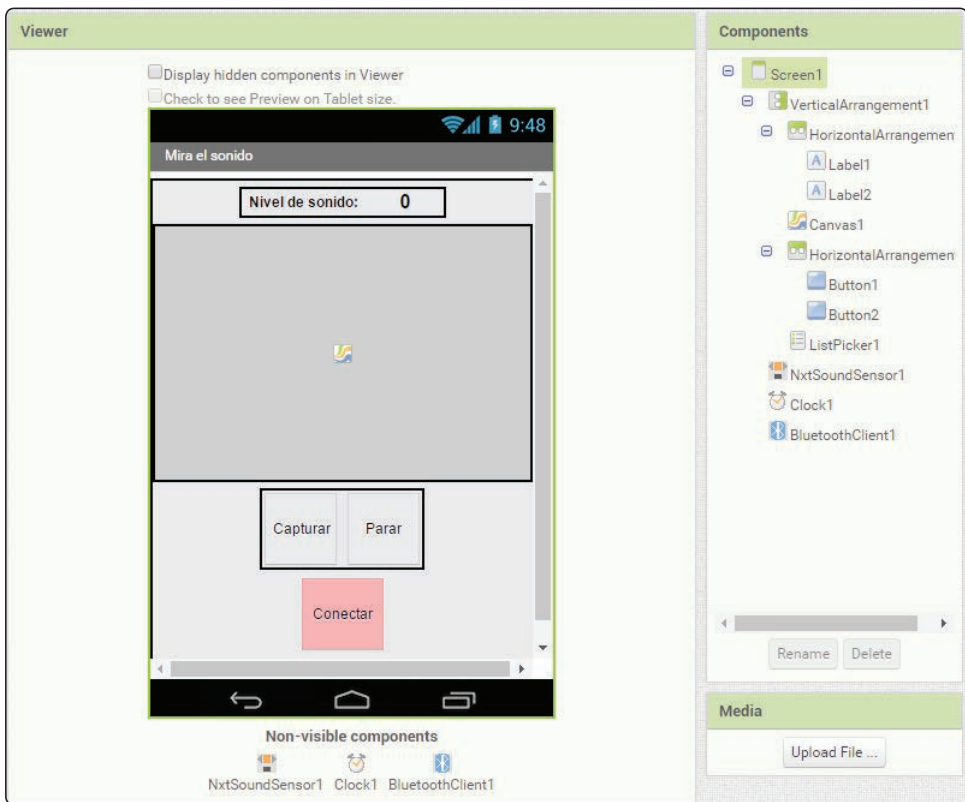 Viewer
Display hidden components in Viewer
Check to see Preview on Tablet size.
9:48
Mira el sonido
Nivel de sonido: 0
Capturar Parar
Conectar
Non-visible components
NxtSoundSensor1 Clock1 BluetoothClient1
Components
Screen1
VerticalArrangement1
HorizontalArrangemen
A Label1
A Label2
Canvas1
HorizontalArrangemen
Button1
Button2
ListPicker1
NxtSoundSensor1
Clock1
BluetoothClient1
Rename Delete
Media
Upload File ...